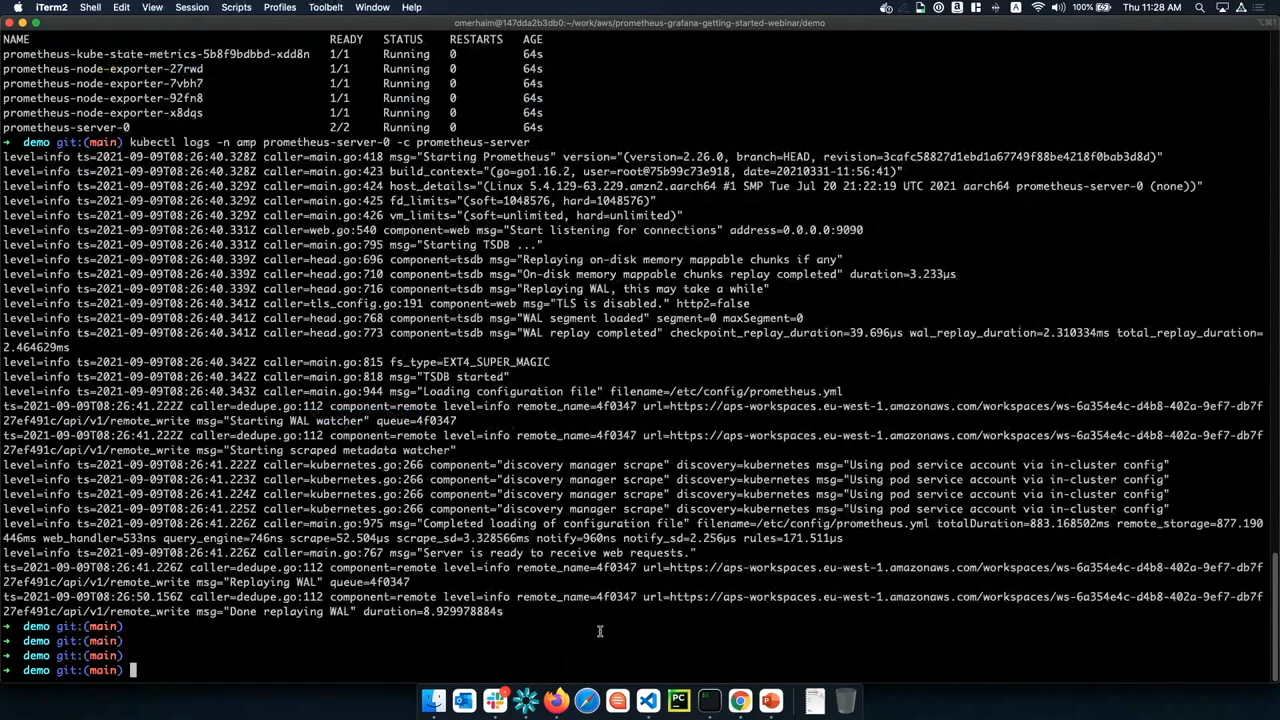 iTerm2 Shell Edit View Session Scripts Profiles Toolbelt Window Help 100% Thu 11:28 AM
omerhaim@147dda2b3db0:~/work/aws/prometheus-grafana-getting-started-webinar/demo
NAME READY STATUS RESTARTS AGE
prometheus-kube-state-metrics-5b8f9bdbbd-xdd8n 1/1 Running 0 64s
prometheus-node-exporter-27rwd 1/1 Running 0 64s
prometheus-node-exporter-7vbh7 1/1 Running 0 64s
prometheus-node-exporter-92fn8 1/1 Running 0 64s
prometheus-node-exporter-x8dqs 1/1 Running 0 64s
prometheus-server-0 2/2 Running 0 64s
➜ demo git:(main) kubectl logs -n amp prometheus-server-0 -c prometheus-server
level=info ts=2021-09-09T08:26:40.328Z caller=main.go:418 msg="Starting Prometheus" version="(version=2.26.0, branch=HEAD, revision=3cafc58827d1ebd1a67749f88be4218f0bab3d8d)"
level=info ts=2021-09-09T08:26:40.329Z caller=main.go:423 build_context="(go=go1.16.2, user=root@75b99c73e918, date=20210331-11:56:41)"
level=info ts=2021-09-09T08:26:40.329Z caller=main.go:424 host_details="(Linux 5.4.129-63.229.amzn2.aarch64 #1 SMP Tue Jul 20 21:22:19 UTC 2021 aarch64 prometheus-server-0 (none))"
level=info ts=2021-09-09T08:26:40.329Z caller=main.go:425 fd_limits="(soft=1048576, hard=1048576)"
level=info ts=2021-09-09T08:26:40.329Z caller=main.go:426 vm_limits="(soft=unlimited, hard=unlimited)"
level=info ts=2021-09-09T08:26:40.331Z caller=web.go:540 component=web msg="Start listening for connections" address=0.0.0.0:9090
level=info ts=2021-09-09T08:26:40.331Z caller=main.go:795 msg="Starting TSDB ..."
level=info ts=2021-09-09T08:26:40.339Z caller=head.go:696 component=tsdb msg="Replaying on-disk memory mappable chunks if any"
level=info ts=2021-09-09T08:26:40.339Z caller=head.go:710 component=tsdb msg="On-disk memory mappable chunks replay completed" duration=3.233µs
level=info ts=2021-09-09T08:26:40.339Z caller=head.go:716 component=tsdb msg="Replaying WAL, this may take a while"
level=info ts=2021-09-09T08:26:40.341Z caller=tls_config.go:191 component=web msg="TLS is disabled." http2=false
level=info ts=2021-09-09T08:26:40.341Z caller=head.go:768 component=tsdb msg="WAL segment loaded" segment=0 maxSegment=0
level=info ts=2021-09-09T08:26:40.341Z caller=head.go:773 component=tsdb msg="WAL replay completed" checkpoint_replay_duration=39.696µs wal_replay_duration=2.310334ms total_replay_duration=
2.464629ms
level=info ts=2021-09-09T08:26:40.342Z caller=main.go:815 fs_type=EXT4_SUPER_MAGIC
level=info ts=2021-09-09T08:26:40.342Z caller=main.go:818 msg="TSDB started"
level=info ts=2021-09-09T08:26:40.343Z caller=main.go:944 msg="Loading configuration file" filename=/etc/config/prometheus.yml
ts=2021-09-09T08:26:41.222Z caller=dedupe.go:112 component=remote level=info remote_name=4f0347 url=https://aps-workspaces.eu-west-1.amazonaws.com/workspaces/ws-6a354e4c-d4b8-402a-9ef7-db7f
27ef491c/api/v1/remote_write msg="Starting WAL watcher" queue=4f0347
ts=2021-09-09T08:26:41.222Z caller=dedupe.go:112 component=remote level=info remote_name=4f0347 url=https://aps-workspaces.eu-west-1.amazonaws.com/workspaces/ws-6a354e4c-d4b8-402a-9ef7-db7f
27ef491c/api/v1/remote_write msg="Starting scraped metadata watcher"
level=info ts=2021-09-09T08:26:41.222Z caller=kubernetes.go:266 component="discovery manager scrape" discovery=kubernetes msg="Using pod service account via in-cluster config"
level=info ts=2021-09-09T08:26:41.223Z caller=kubernetes.go:266 component="discovery manager scrape" discovery=kubernetes msg="Using pod service account via in-cluster config"
level=info ts=2021-09-09T08:26:41.224Z caller=kubernetes.go:266 component="discovery manager scrape" discovery=kubernetes msg="Using pod service account via in-cluster config"
level=info ts=2021-09-09T08:26:41.225Z caller=kubernetes.go:266 component="discovery manager scrape" discovery=kubernetes msg="Using pod service account via in-cluster config"
level=info ts=2021-09-09T08:26:41.226Z caller=main.go:975 msg="Completed loading of configuration file" filename=/etc/config/prometheus.yml totalDuration=883.168502ms remote_storage=877.190
446ms web_handler=533ns query_engine=746ns scrape=52.504µs scrape_sd=3.328566ms notify=960ns notify_sd=2.256µs rules=171.511µs
level=info ts=2021-09-09T08:26:41.226Z caller=main.go:767 msg="Server is ready to receive web requests."
ts=2021-09-09T08:26:41.226Z caller=dedupe.go:112 component=remote level=info remote_name=4f0347 url=https://aps-workspaces.eu-west-1.amazonaws.com/workspaces/ws-6a354e4c-d4b8-402a-9ef7-db7f
27ef491c/api/v1/remote_write msg="Replaying WAL" queue=4f0347
ts=2021-09-09T08:26:50.156Z caller=dedupe.go:112 component=remote level=info remote_name=4f0347 url=https://aps-workspaces.eu-west-1.amazonaws.com/workspaces/ws-6a354e4c-d4b8-402a-9ef7-db7f
27ef491c/api/v1/remote_write msg="Done replaying WAL" duration=8.929978884s
➜ demo git:(main)
➜ demo git:(main)
➜ demo git:(main)
➜ demo git:(main)